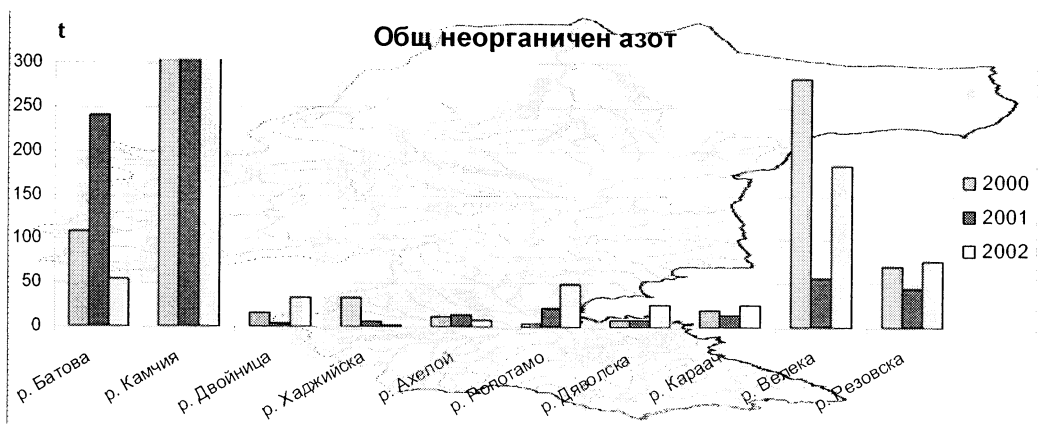 t
Общ неорганичен азот
300
250
200
150
100
50
0
р. Батова
р. Камчия
р. Двойница
р. Хаджийска
р. Ахелой
р. Ропотамо
р. Дяволска
р. Караач
р. Велека
р. Резовска
2000
2001
2002